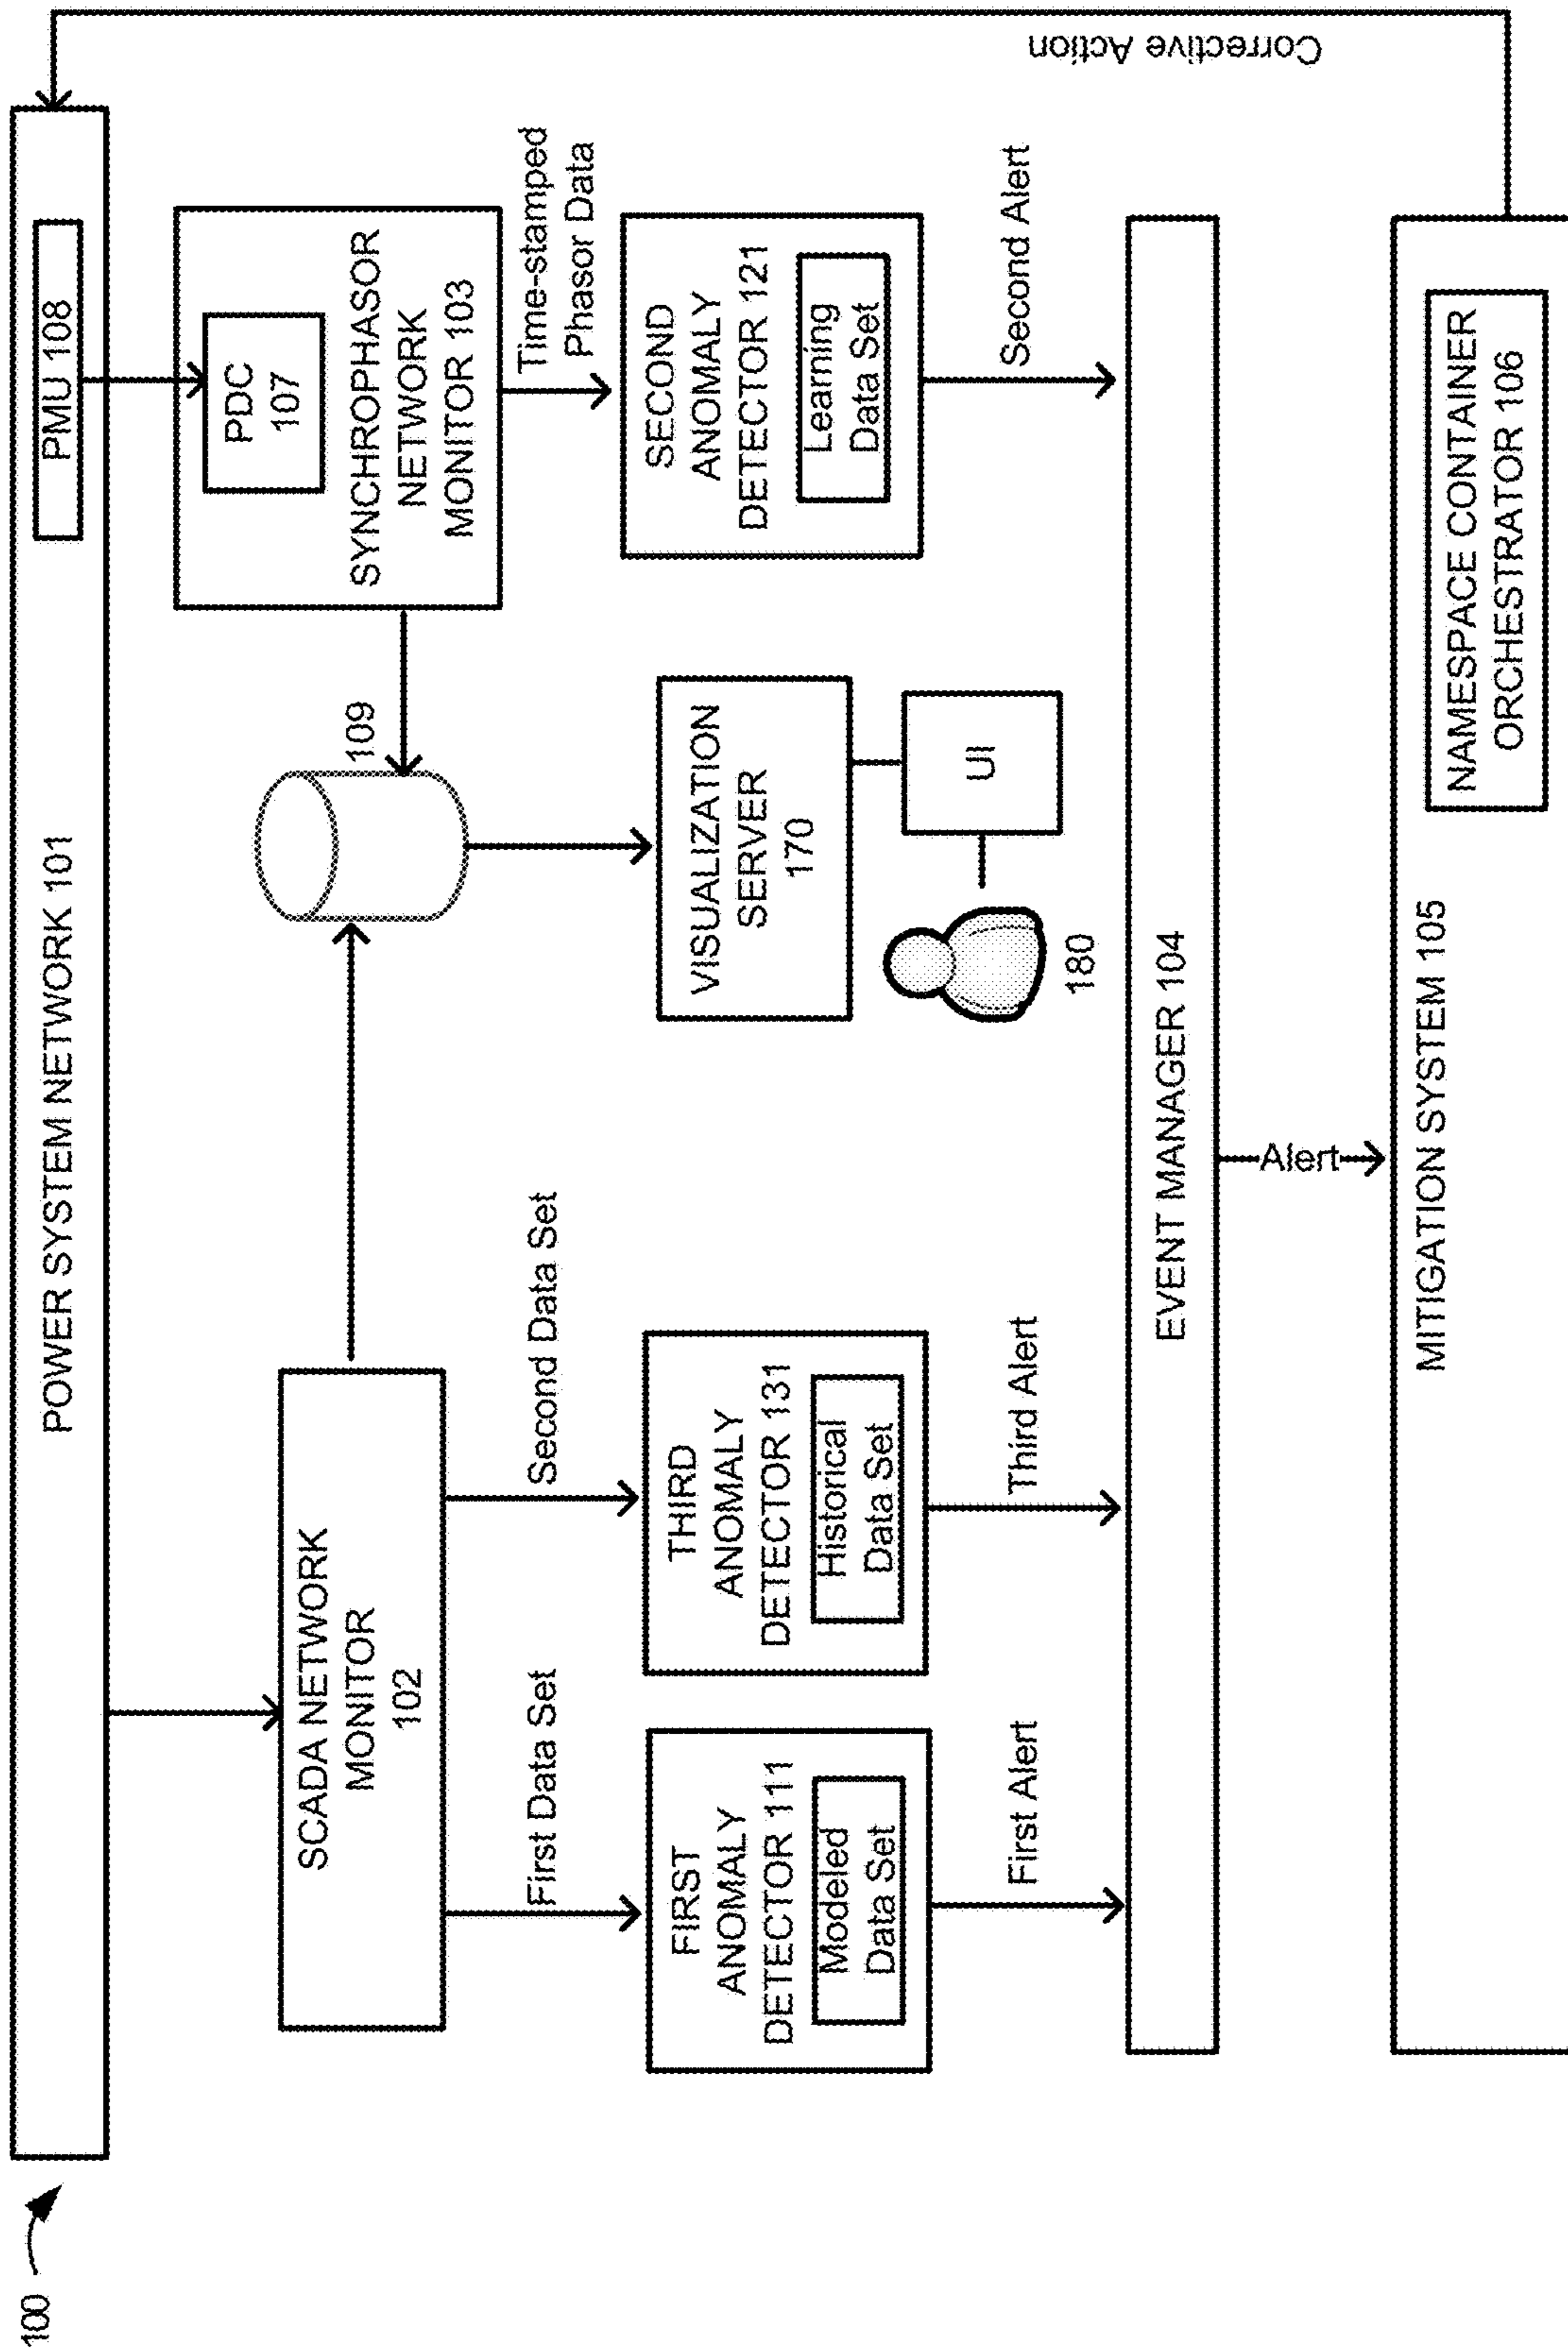 100
POWER SYSTEM NETWORK 101
PMU 108
SCADA NETWORK
MONITOR
102
109
PDC
107
SYNCHROPHASOR
NETWORK
MONITOR 103
First Data Set
Second Data Set
Time-stamped
Phasor Data
FIRST
ANOMALY
DETECTOR 111
Modeled
Data Set
THIRD
ANOMALY
DETECTOR 131
Historical
Data Set
VISUALIZATION
SERVER
170
UI
180
SECOND
ANOMALY
DETECTOR 121
Learning
Data Set
First Alert
Third Alert
Second Alert
EVENT MANAGER 104
Alert
Corrective Action
MITIGATION SYSTEM 105
NAMESPACE CONTAINER
ORCHESTRATOR 106